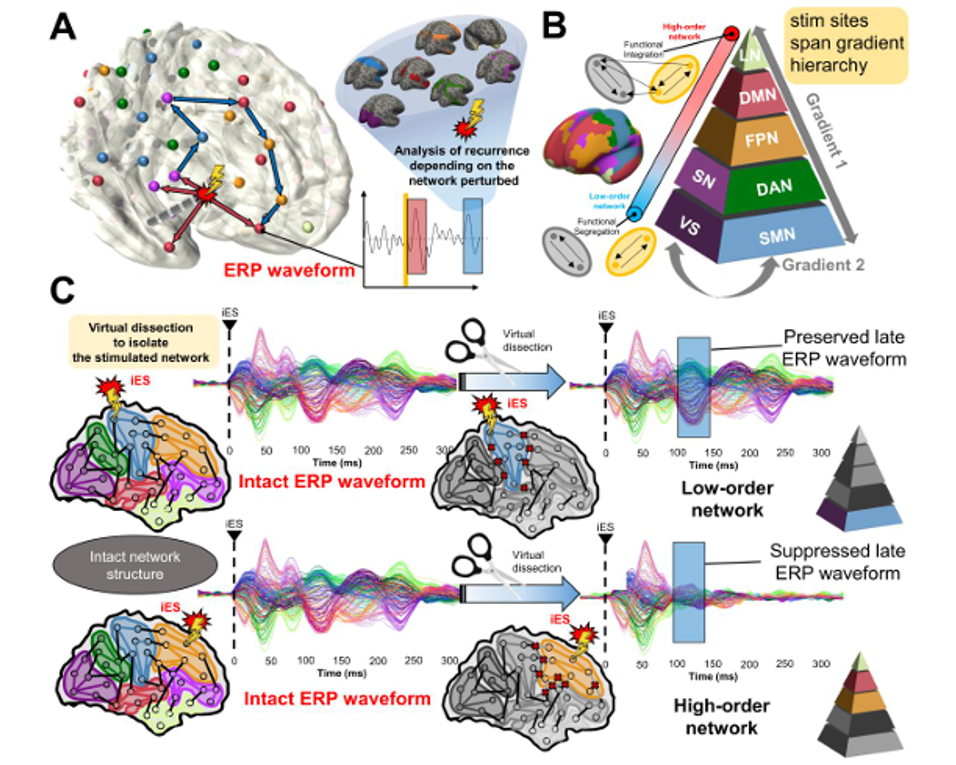 A
Analysis of recurrence
depending on the
network perturbed
ERP waveform
B
High-order
network
Functional
Integration
Low-order
network
Functional
Segregation
stim sites
span gradient
hierarchy
LN
DMN
FPN
SN
DAN
VS
SMN
Gradient 1
Gradient 2
C
Virtual dissection
to isolate
the stimulated network
iES
iES
0 50 100 150 200 250 300
Time (ms)
Intact ERP waveform
Virtual
dissection
iES
iES
0 50 100 150 200 250 300
Time (ms)
Preserved late
ERP waveform
Low-order
network
Intact network
structure
iES
iES
0 50 100 150 200 250 300
Time (ms)
Intact ERP waveform
Virtual
dissection
iES
iES
0 50 100 150 200 250 300
Time (ms)
Suppressed late
ERP waveform
High-order
network